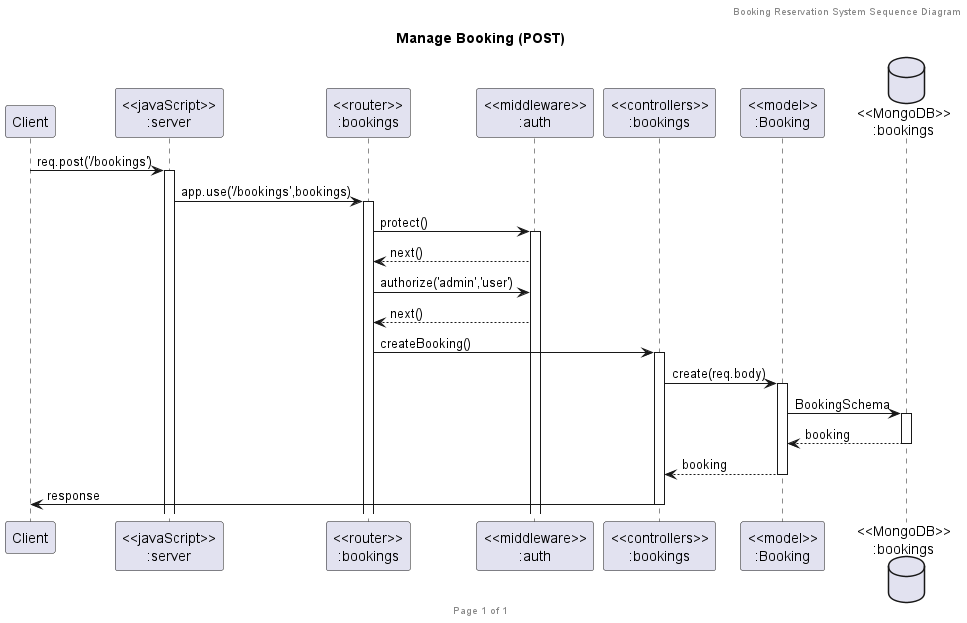 Booking Reservation System Sequence Diagram
Manage Booking (POST)
Client
<<javaScript>>
:server
<<router>>
:bookings
<<middleware>>
:auth
<<controllers>>
:bookings
<<model>>
:Booking
<<MongoDB>>
:bookings
req.post('/bookings')
app.use('/bookings',bookings)
protect()
next()
authorize('admin','user')
next()
createBooking()
create(req.body)
BookingSchema
booking
booking
response
Client
<<javaScript>>
:server
<<router>>
:bookings
<<middleware>>
:auth
<<controllers>>
:bookings
<<model>>
:Booking
<<MongoDB>>
:bookings
Page 1 of 1